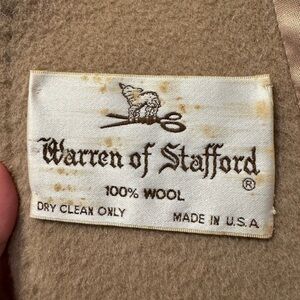 Warren of Stafford
®
100% WOOL
DRY CLEAN ONLY
MADE IN U.S.A